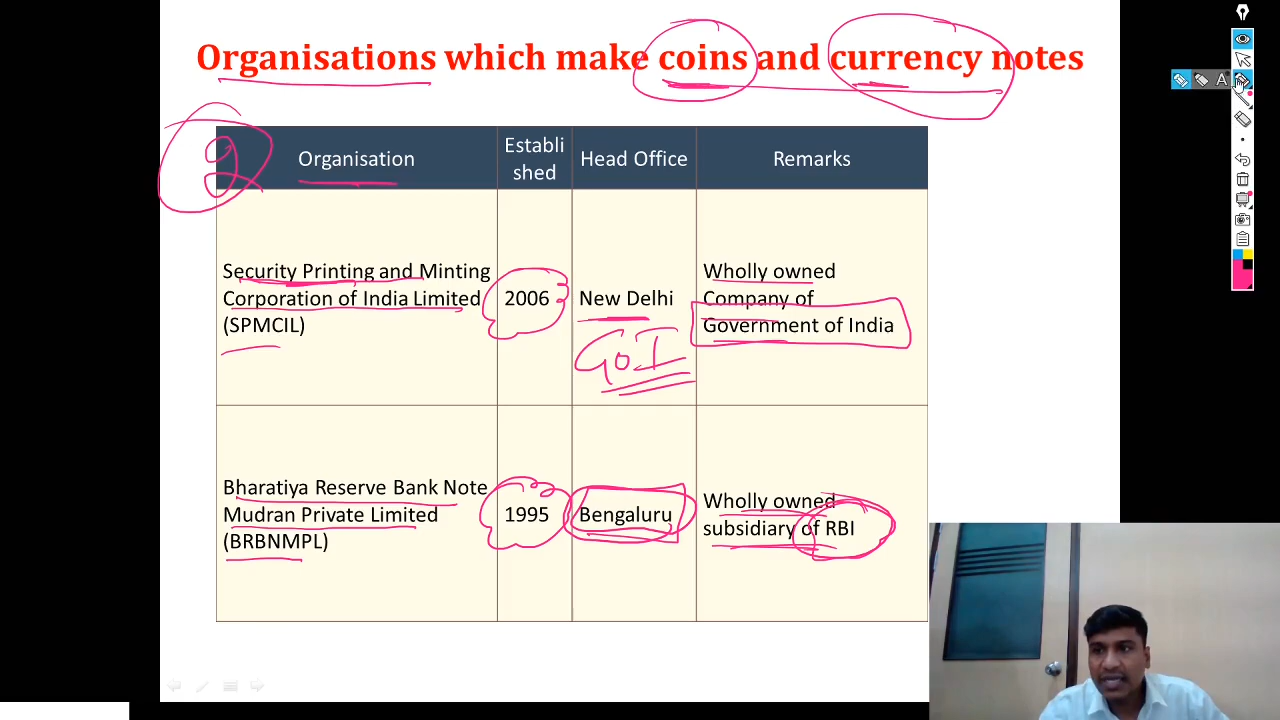 Organisations which make coins and currency notes
2
Organisation
Establi
shed
Head Office
Remarks
Security Printing and Minting
Corporation of India Limited
(SPMCIL)
2006
New Delhi
GoI
Wholly owned
Company of
Government of India
Bharatiya Reserve Bank Note
Mudran Private Limited
(BRBNMPL)
1995
Bengaluru
Wholly owned
subsidiary of RBI
A